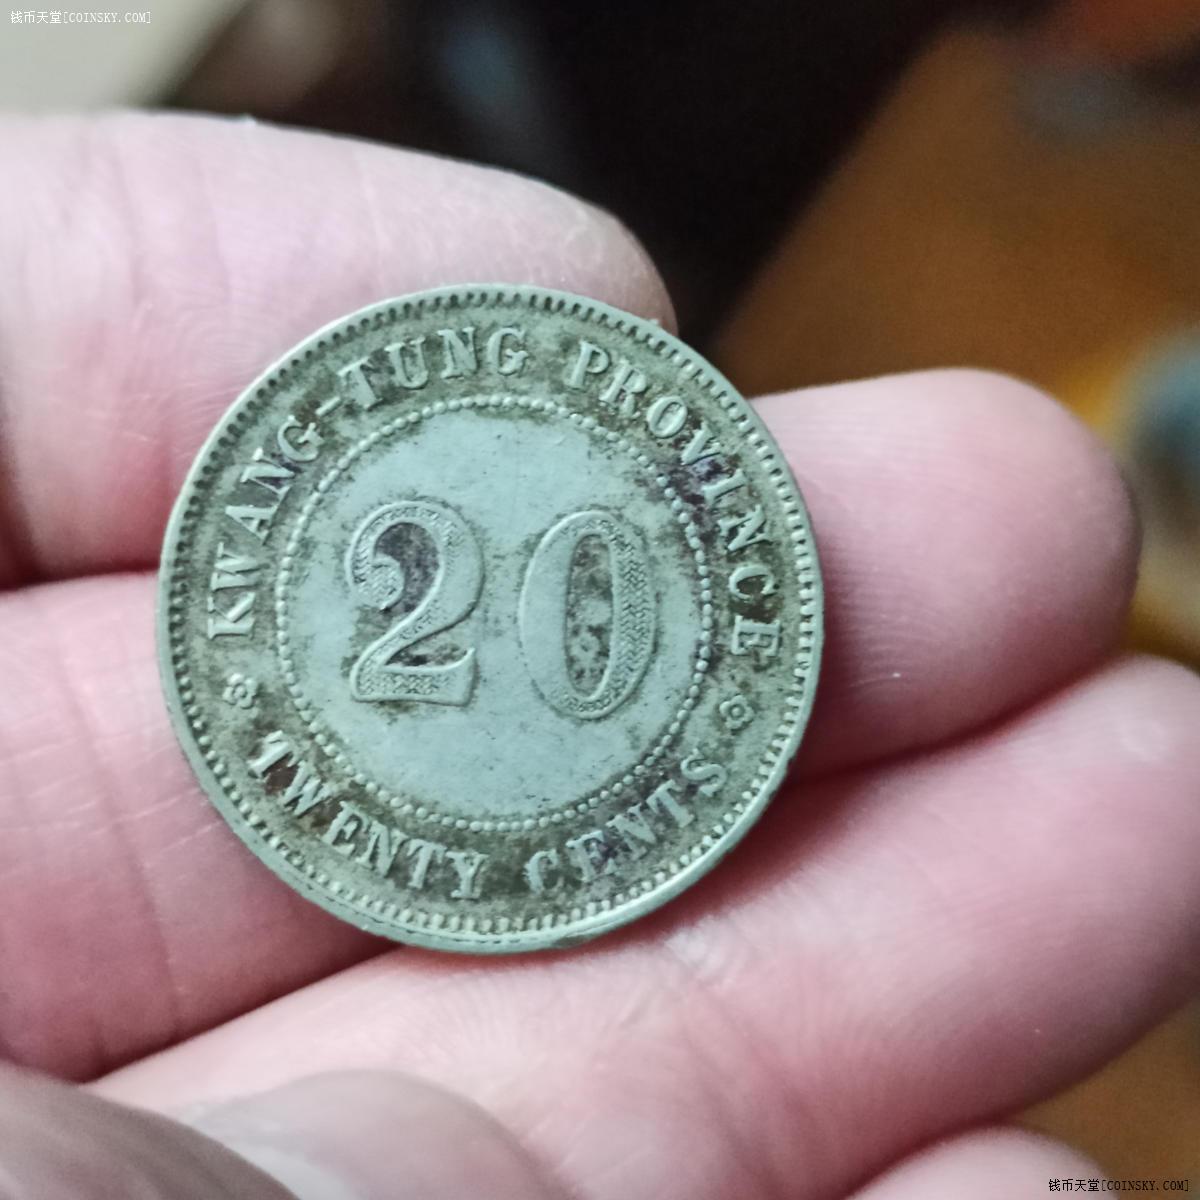 钱币天堂[COINSKY.COM]
KWANG-TUNG PROVINCE
20
TWENTY CENTS
钱币天堂[COINSKY.COM]